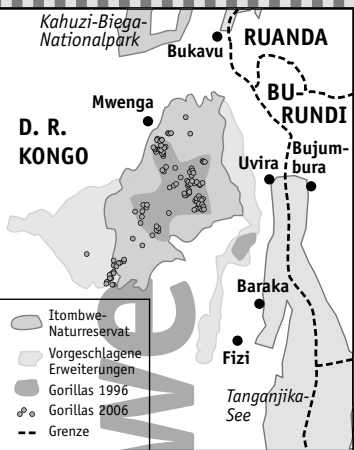 Kahuzi-Biega-
Nationalpark
Bukavu
RUANDA
BU-
RUNDI
Mwenga
D. R.
KONGO
Uvira
Bujum-
bura
Baraka
Fizi
Tanganjika-
See
Itombwe-
Naturreservat
Vorgeschlagene
Erweiterungen
Gorillas 1996
Gorillas 2006
Grenze
we